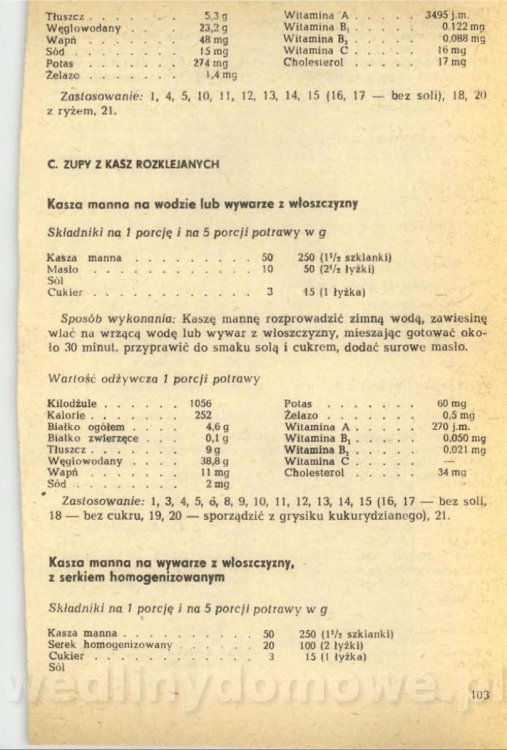 Tłuszcz . . . . . . . 5,3 g Witamina A . . . . . . 3495 j.m.
Węglowodany . . . . 23,2 g Witamina B₁ . . . . . . 0.122 mg
Wapń . . . . . . . . 48 mg Witamina B₂ . . . . . . 0,088 mg
Sód . . . . . . . . 15 mg Witamina C . . . . . . 16 mg
Potas . . . . . . . 274 mg Cholesterol . . . . . . 17 mg
Żelazo . . . . . . . 1,4 mg
Zastosowanie: 1, 4, 5, 10, 11, 12, 13, 14, 15 (16, 17 — bez soli), 18, 20
z ryżem, 21.
C. ZUPY Z KASZ ROZKLEJANYCH
Kasza manna na wodzie lub wywarze z włoszczyzny
Składniki na 1 porcję i na 5 porcji potrawy w g
Kasza manna . . . . . . . . . 50 250 (1¹/₂ szklanki)
Masło . . . . . . . . . . . 10 50 (2¹/₂ łyżki)
Sól
Cukier . . . . . . . . . . . 3 15 (1 łyżka)
Sposób wykonania: Kaszę mannę rozprowadzić zimną wodą, zawiesinę
wlać na wrzącą wodę lub wywar z włoszczyzny, mieszając gotować oko-
ło 30 minut. przyprawić do smaku solą i cukrem, dodać surowe masło.
Wartość odżywcza 1 porcji potrawy
Kilodżule . . . . . . 1056 Potas . . . . . . . 60 mg
Kalorie . . . . . . . 252 Żelazo . . . . . . . 0,5 mg
Białko ogółem . . . . 4,6 g Witamina A . . . . . . 270 j.m.
Białko zwierzęce . . . 0,1 g Witamina B₁ . . . . . . 0,050 mg
Tłuszcz . . . . . . . 9 g Witamina B₂ . . . . . . 0,021 mg
Węglowodany . . . . 38,8 g Witamina C . . . . . . —
Wapń . . . . . . . . 11 mg Cholesterol . . . . . . 34 mg
Sód . . . . . . . . 2 mg
Zastosowanie: 1, 3, 4, 5, 6, 8, 9, 10, 11, 12, 13, 14, 15 (16, 17 — bez soli,
18 — bez cukru, 19, 20 — sporządzić z grysiku kukurydzianego), 21.
Kasza manna na wywarze z włoszczyzny,
z serkiem homogenizowanym
Składniki na 1 porcję i na 5 porcji potrawy w g
Kasza manna . . . . . . . . . 50 250 (1¹/₂ szklanki)
Serek homogenizowany . . . . . . 20 100 (2 łyżki)
Cukier . . . . . . . . . . . 3 15 (1 łyżka)
Sól
wedlinydomowe.pl
103